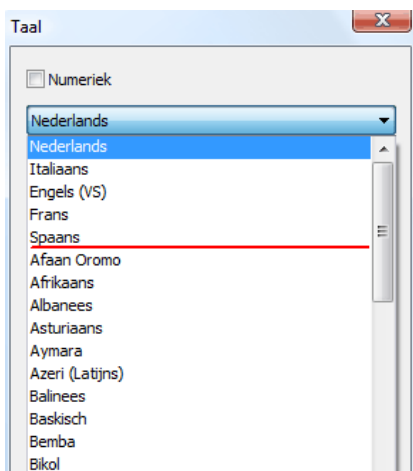 Taal
Numeriek
Nederlands
Nederlands
Italiaans
Engels (VS)
Frans
Spaans
Afaan Oromo
Afrikaans
Albanees
Asturiaans
Aymara
Azeri (Latijns)
Balinees
Baskisch
Bemba
Bikol